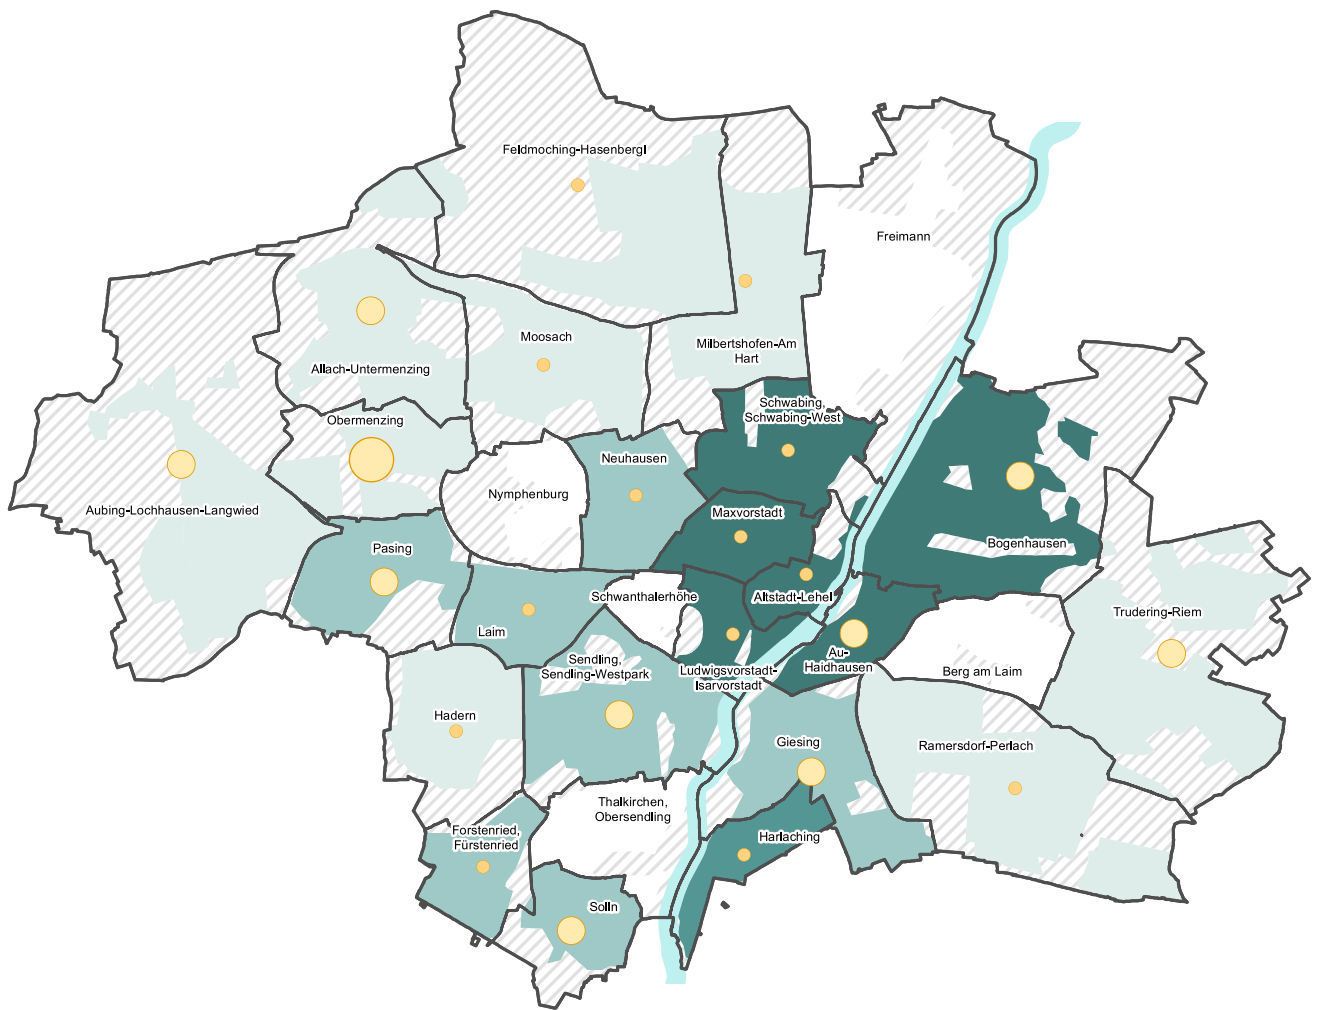 Feldmoching-Hasenbergl
Freimann
Moosach
Milbertshofen-Am
Hart
Allach-Untermenzing
Schwabing,
Schwabing-West
Obermenzing
Neuhausen
Nymphenburg
Aubing-Lochhausen-Langwied
Maxvorstadt
Bogenhausen
Pasing
Schwanthalerhöhe
Altstadt-Lehel
Trudering-Riem
Laim
Sendling,
Sendling-Westpark
Au-
Haidhausen
Ludwigsvorstadt-
Isarvorstadt
Berg am Laim
Hadern
Giesing
Ramersdorf-Perlach
Thalkirchen,
Obersendling
Forstenried,
Fürstenried
Harlaching
Solln